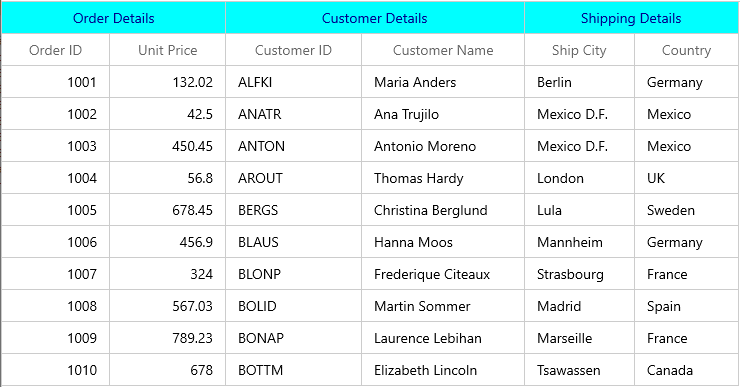 Order Details Customer Details Shipping Details
Order ID Unit Price Customer ID Customer Name Ship City Country
1001 132.02 ALFKI Maria Anders Berlin Germany
1002 42.5 ANATR Ana Trujilo Mexico D.F. Mexico
1003 450.45 ANTON Antonio Moreno Mexico D.F. Mexico
1004 56.8 AROUT Thomas Hardy London UK
1005 678.45 BERGS Christina Berglund Lula Sweden
1006 456.9 BLAUS Hanna Moos Mannheim Germany
1007 324 BLONP Frederique Citeaux Strasbourg France
1008 567.03 BOLID Martin Sommer Madrid Spain
1009 789.23 BONAP Laurence Lebihan Marseille France
1010 678 BOTTM Elizabeth Lincoln Tsawassen Canada